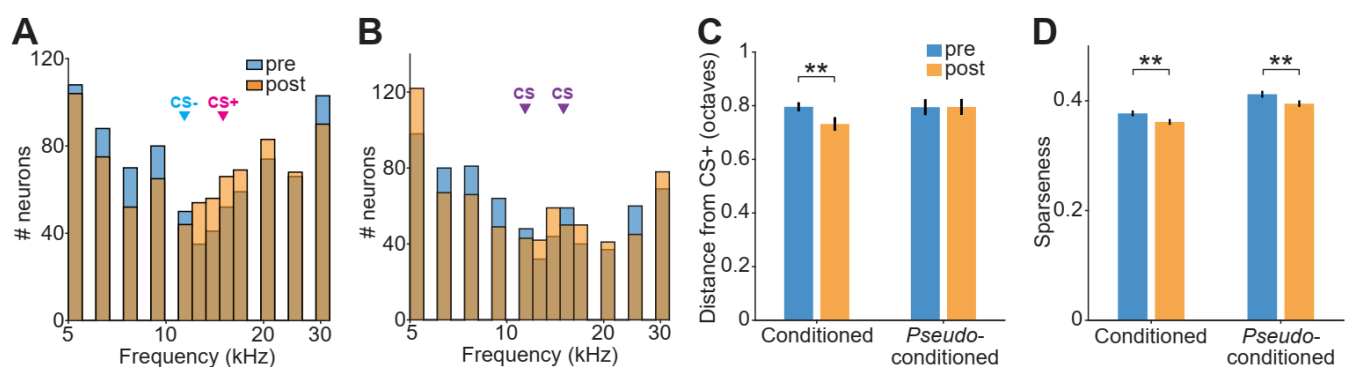 A
120
80
40
0
# neurons
pre
post
CS-
CS+
5
10
20
30
Frequency (kHz)
B
120
80
40
0
# neurons
CS
CS
5
10
20
30
Frequency (kHz)
C
1
0.8
0.6
0.4
0.2
0
Distance from CS+ (octaves)
pre
post
**
Conditioned
Pseudo-
conditioned
D
0.4
0.2
0
Sparseness
**
**
Conditioned
Pseudo-
conditioned